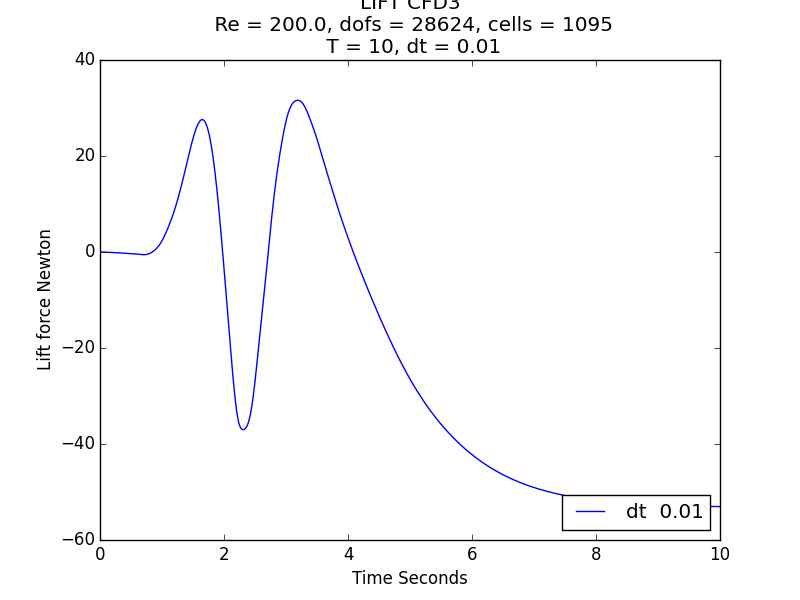 LIFT CFD3
Re = 200.0, dofs = 28624, cells = 1095
T = 10, dt = 0.01
40
20
0
−20
−40
−60
Lift force Newton
0
2
4
6
8
10
Time Seconds
dt 0.01